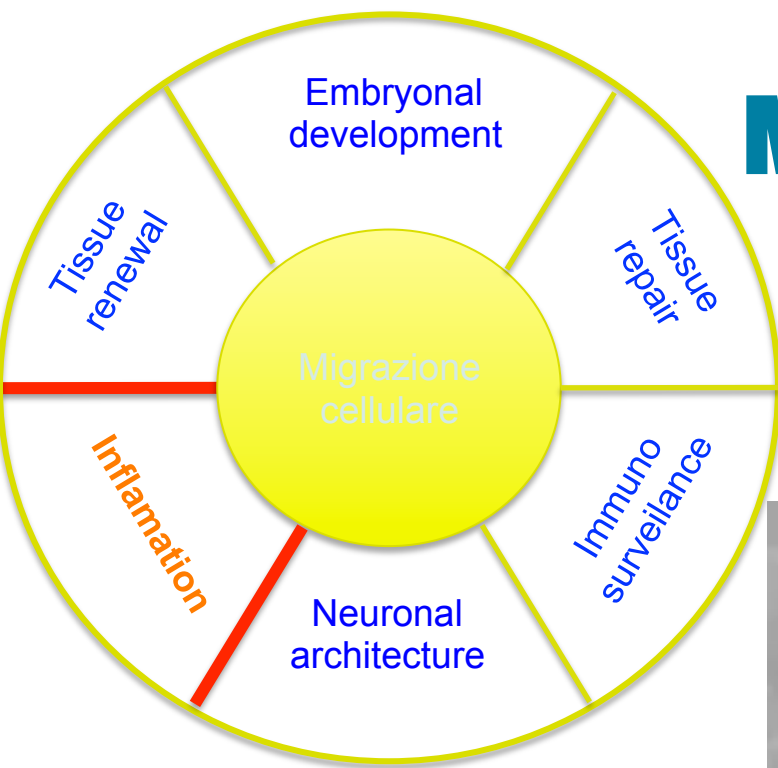 Embryonal
development
M
Tissue
renewal
Tissue
repair
Migrazione
cellulare
Inflamation
Immuno
surveilance
Neuronal
architecture